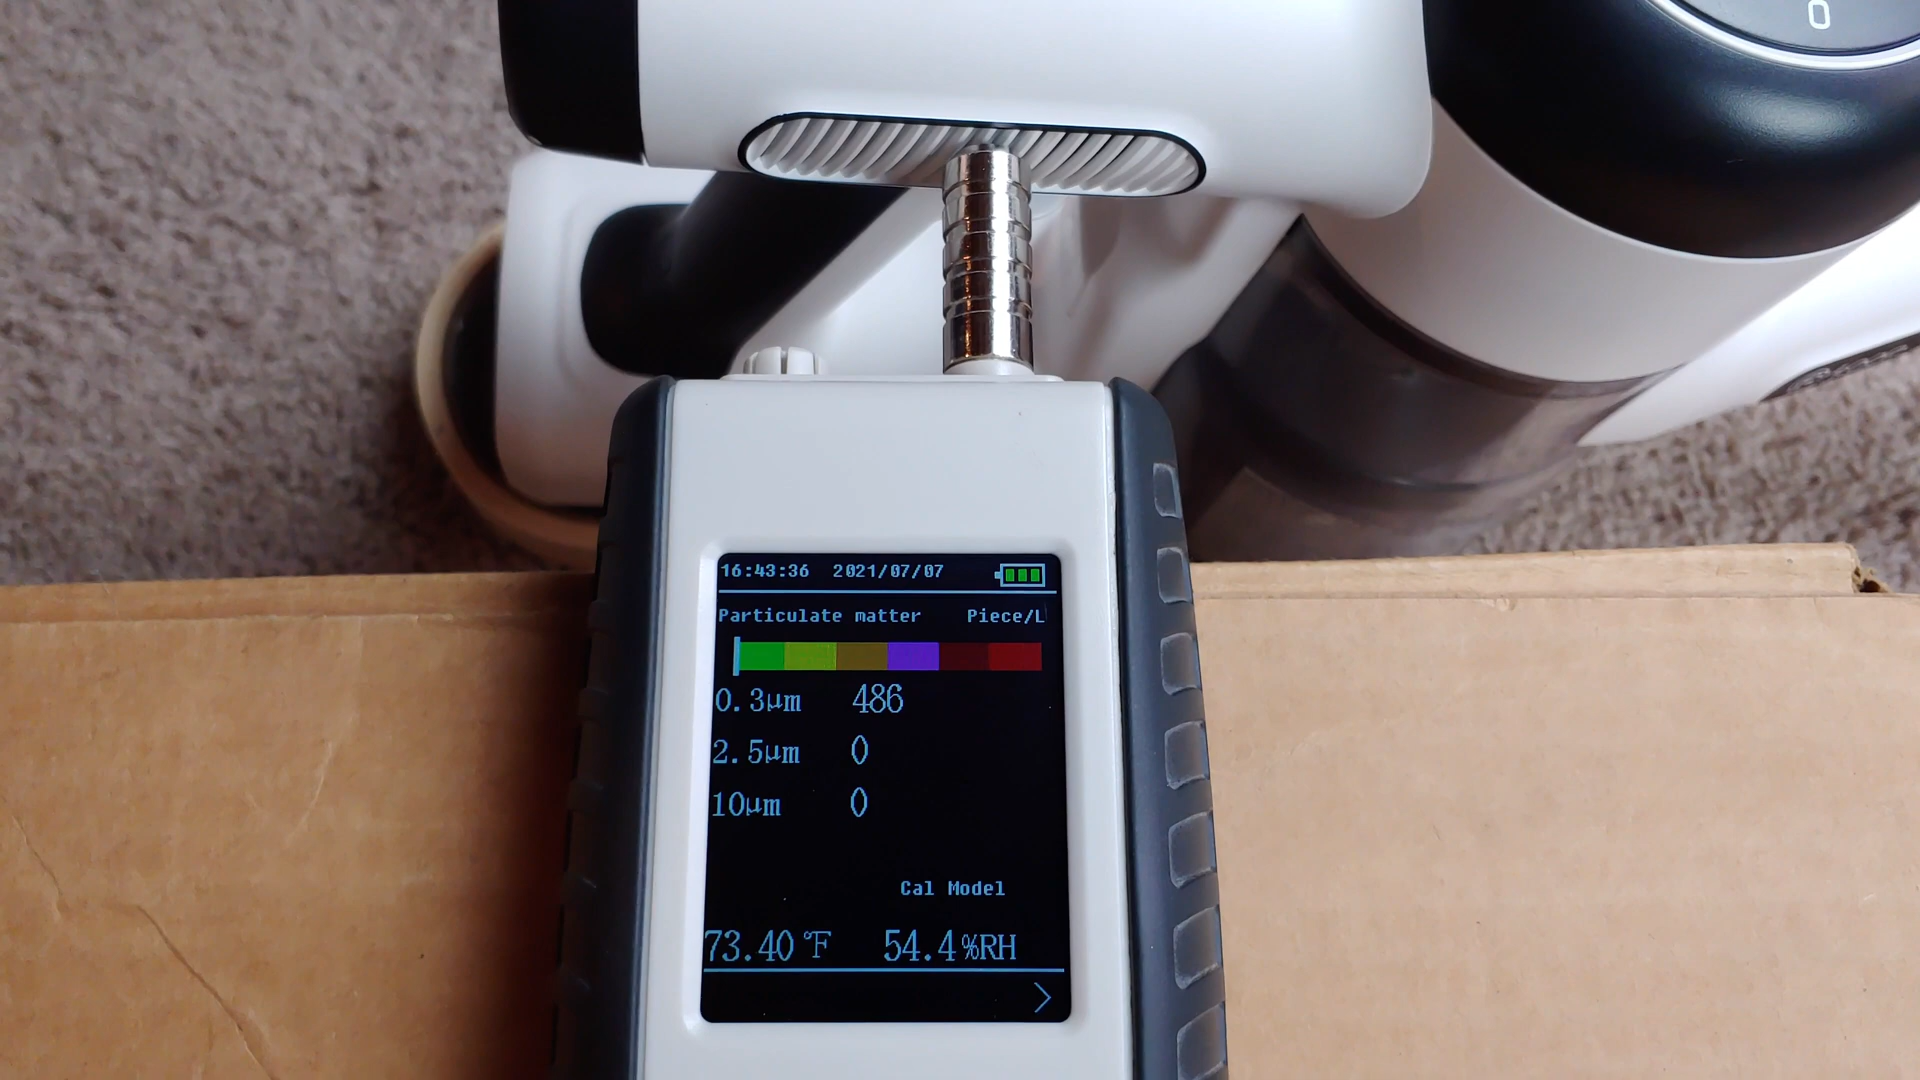 0
16:43:36 2021/07/07
Particulate matter Piece/L
0.3μm 486
2.5μm 0
10μm 0
Cal Model
73.40 °F 54.4%RH